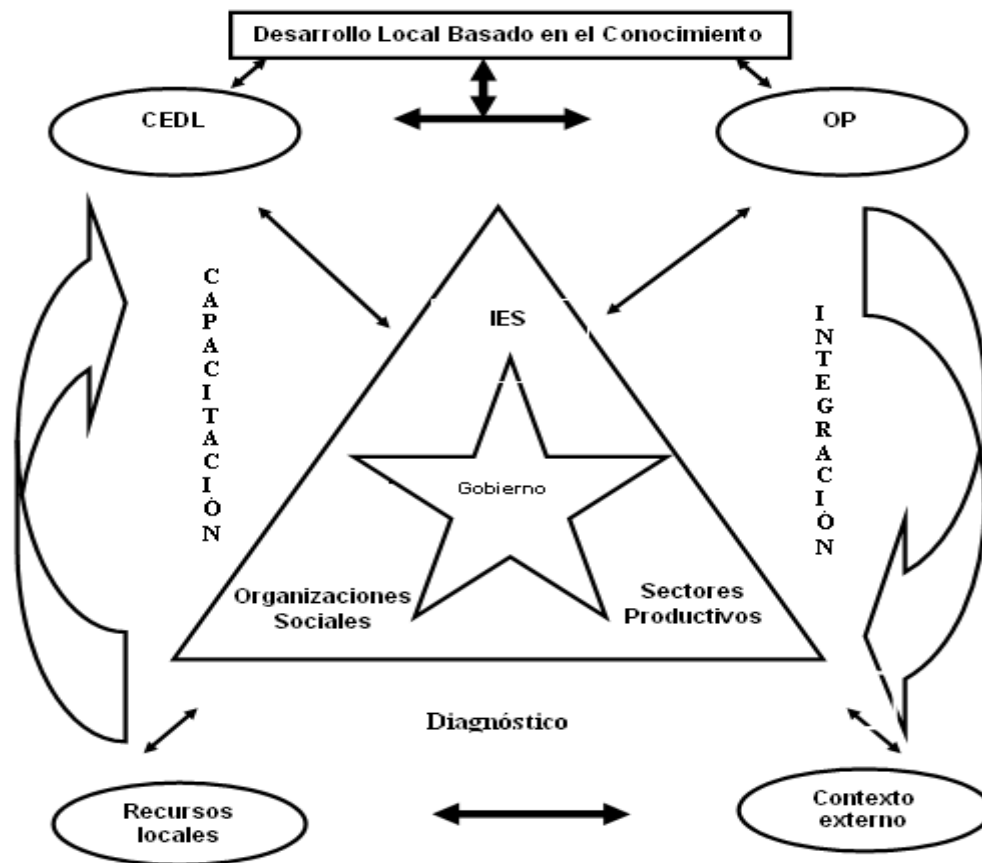 Desarrollo Local Basado en el Conocimiento
CEDL
OP
CAPACITACIÓN
IES
INTEGRACIÓN
Gobierno
Organizaciones
Sociales
Sectores
Productivos
Diagnóstico
Recursos
locales
Contexto
externo